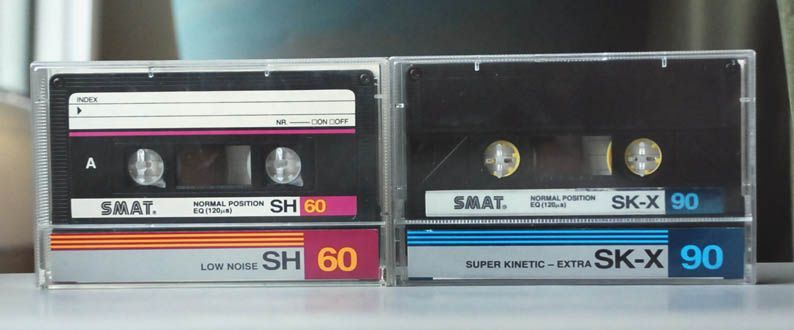 INDEX
NR. ☐ON ☐OFF
A
SMAT® NORMAL POSITION
EQ (120µs) SH 60
LOW NOISE SH 60
SMAT® NORMAL POSITION
EQ (120µs) SK-X 90
SUPER KINETIC – EXTRA SK-X 90